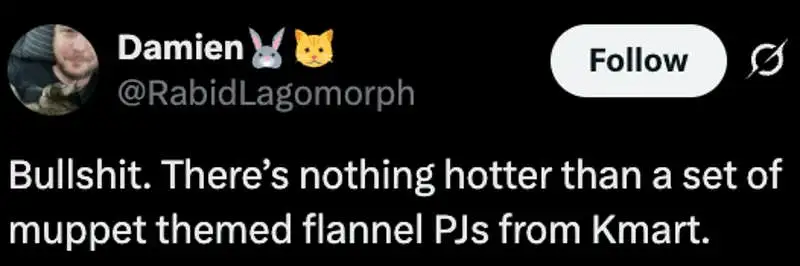 Damien🐰🐱
@RabidLagomorph
Follow
Bullshit. There’s nothing hotter than a set of
muppet themed flannel PJs from Kmart.